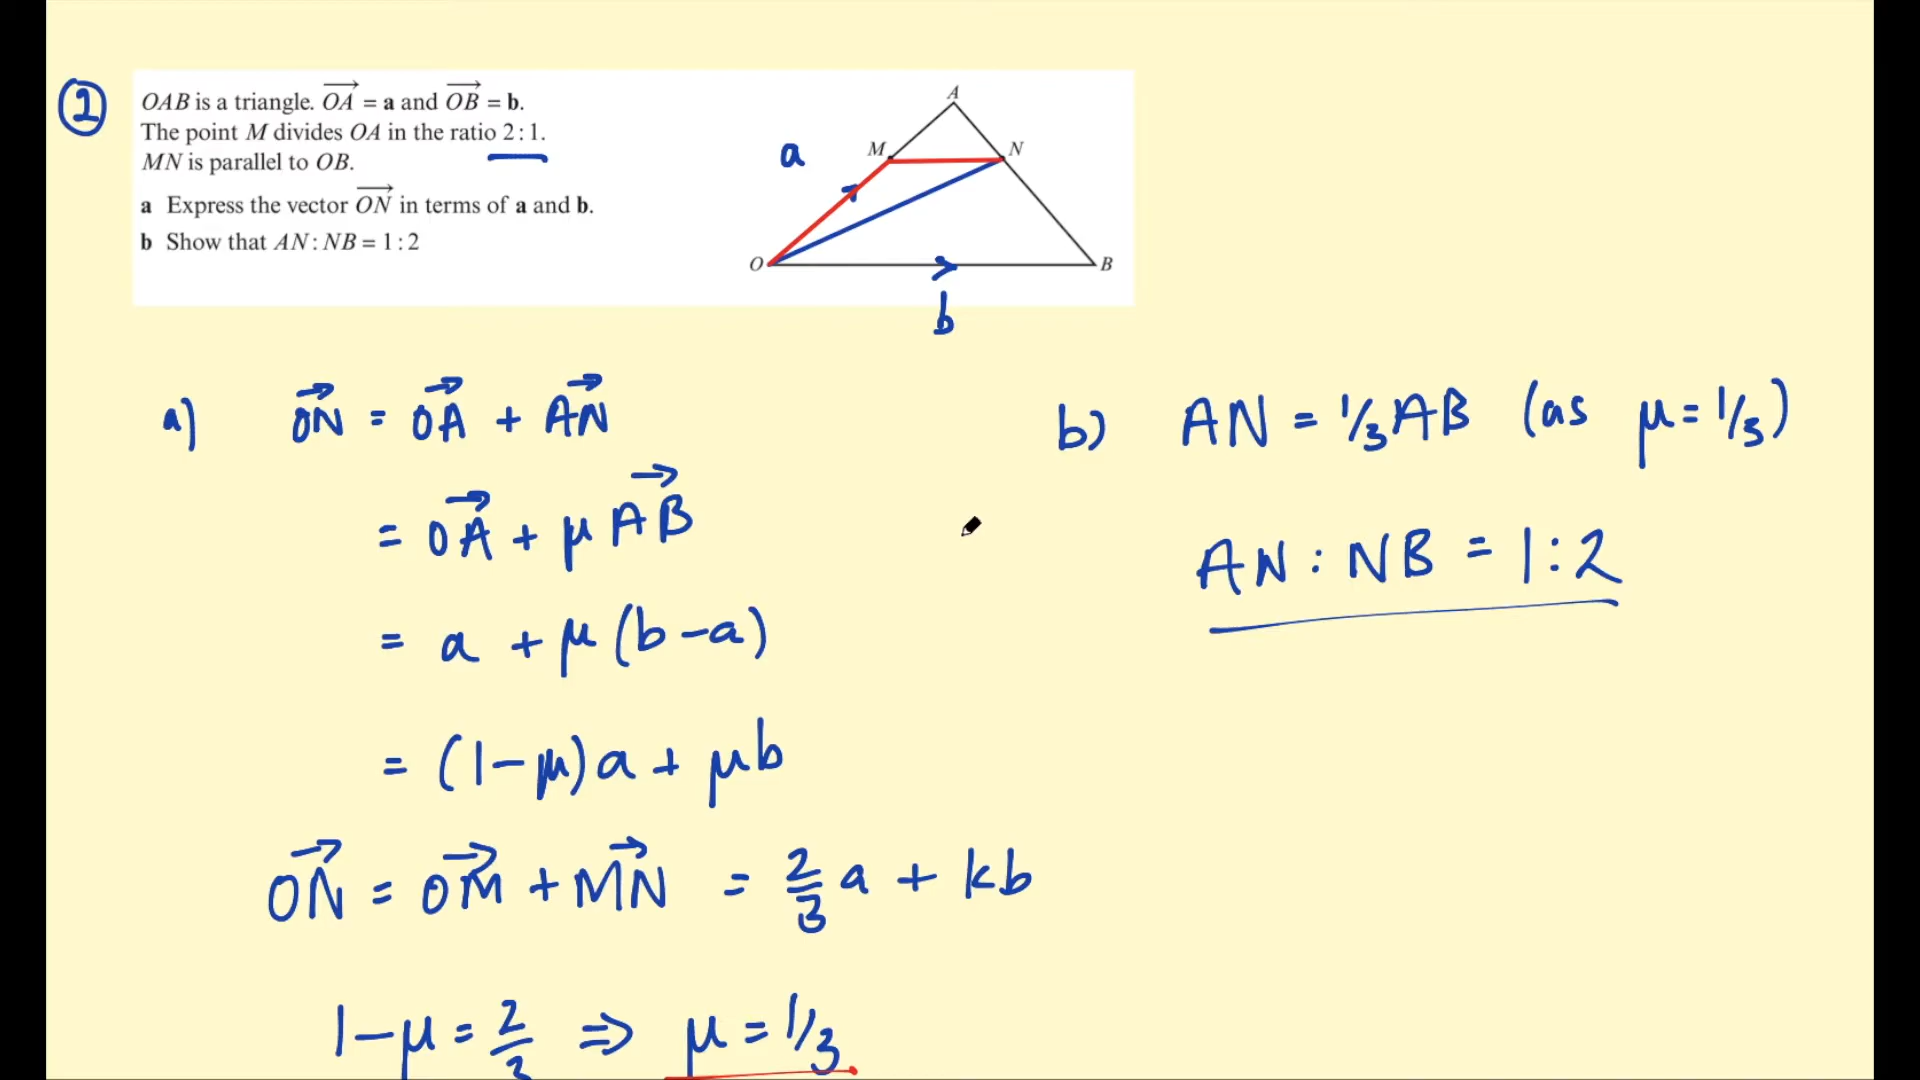 ②
OAB is a triangle. →OA = a and →OB = b.
The point M divides OA in the ratio 2 : 1.
MN is parallel to OB.
a Express the vector →ON in terms of a and b.
b Show that AN : NB = 1 : 2
A
M
N
O
B
a
b
a) →ON = →OA + →AN
= →OA + μ →AB
= a + μ (b - a)
= (1 - μ)a + μb
→ON = →OM + →MN = 2/3 a + kb
1 - μ = 2/3 ⇒ μ = 1/3
b) AN = 1/3 AB (as μ = 1/3)
AN : NB = 1 : 2